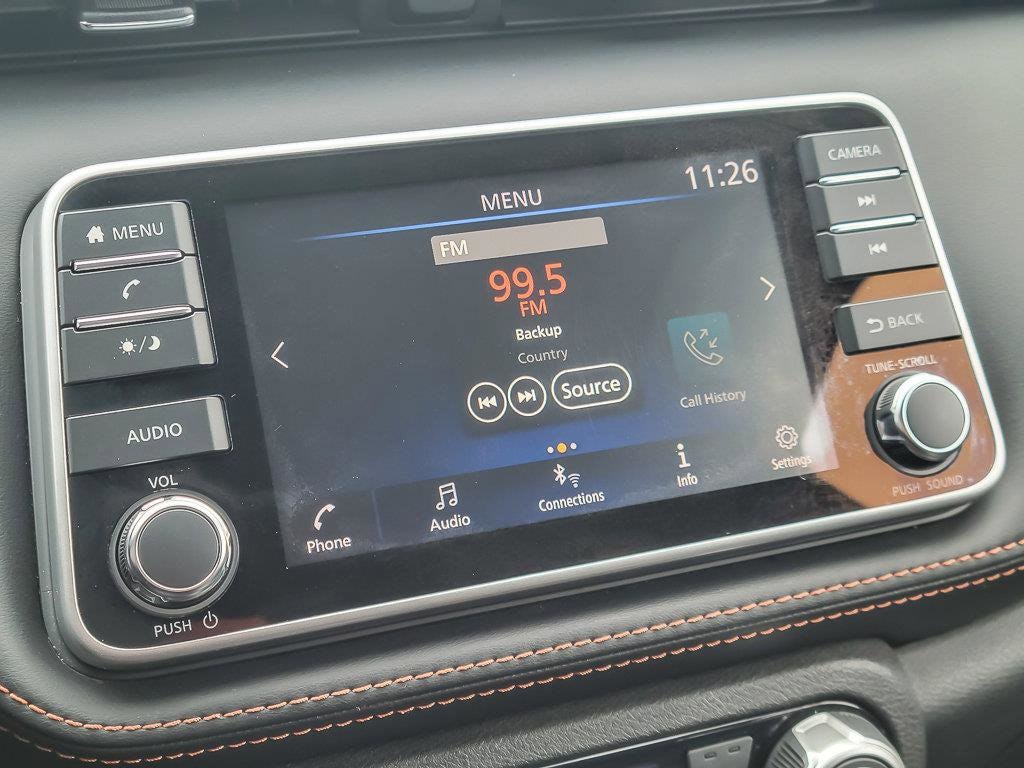 MENU
AUDIO
VOL
PUSH
MENU
11:26
FM
99.5
FM
Backup
Country
Source
Call History
Phone
Audio
Connections
Info
Settings
CAMERA
BACK
TUNE-SCROLL
PUSH SOUND